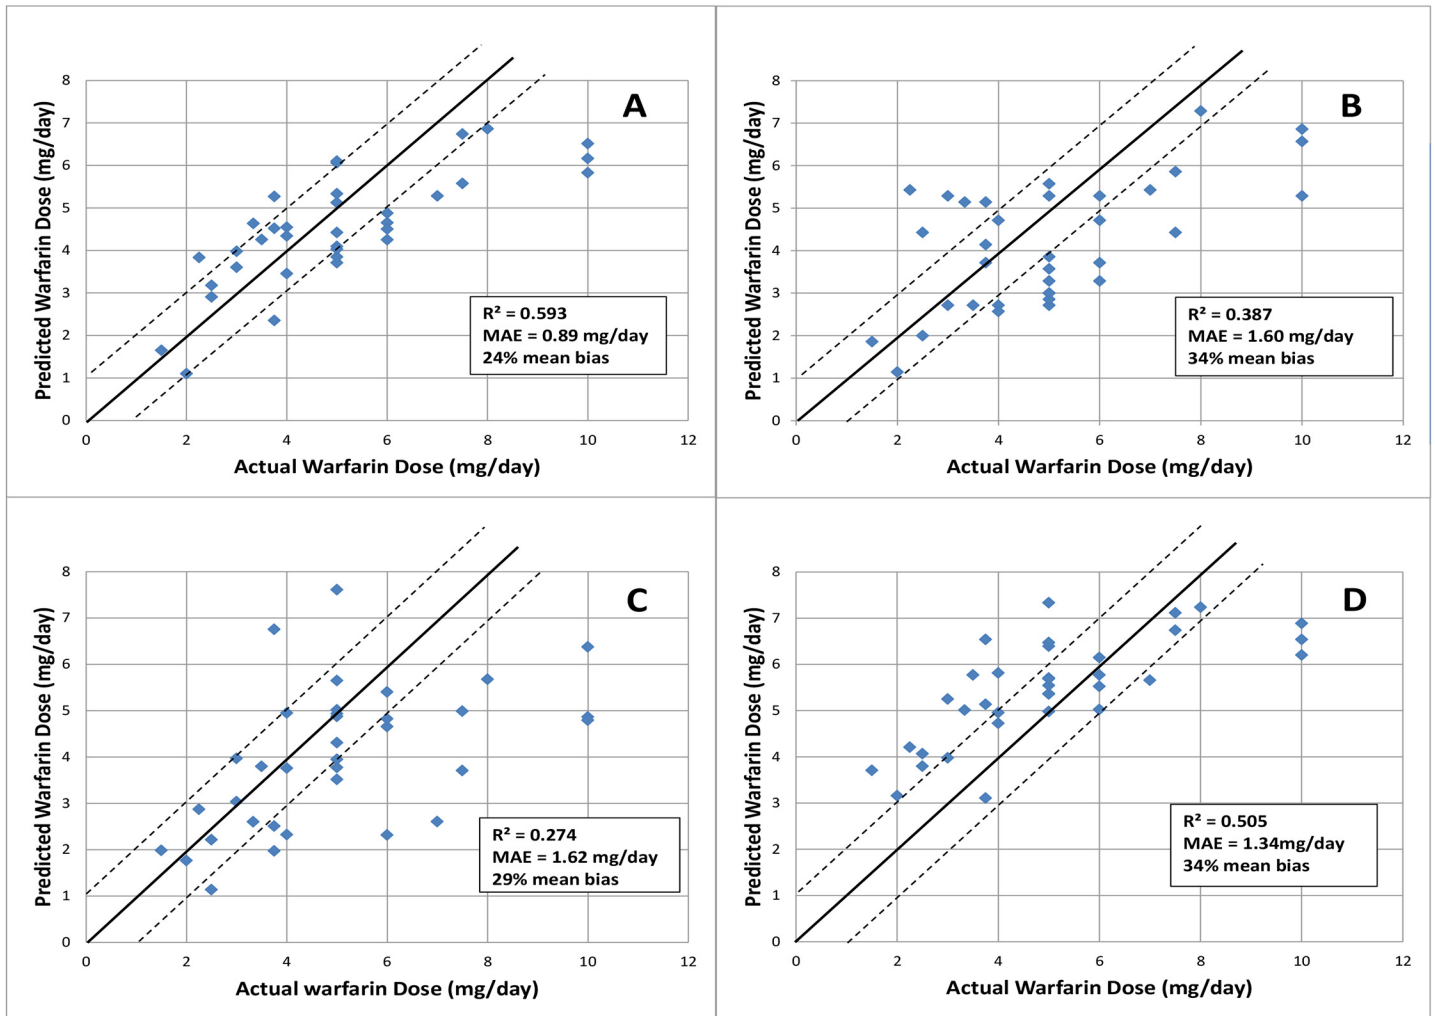 A
Predicted Warfarin Dose (mg/day)
8
7
6
5
4
3
2
1
0
R² = 0.593
MAE = 0.89 mg/day
24% mean bias
0 2 4 6 8 10 12
Actual Warfarin Dose (mg/day)
B
Predicted Warfarin Dose (mg/day)
8
7
6
5
4
3
2
1
0
R² = 0.387
MAE = 1.60 mg/day
34% mean bias
0 2 4 6 8 10 12
Actual Warfarin Dose (mg/day)
C
Predicted Warfarin Dose (mg/day)
8
7
6
5
4
3
2
1
0
R² = 0.274
MAE = 1.62 mg/day
29% mean bias
0 2 4 6 8 10 12
Actual warfarin Dose (mg/day)
D
Predicted Warfarin Dose (mg/day)
8
7
6
5
4
3
2
1
0
R² = 0.505
MAE = 1.34mg/day
34% mean bias
0 2 4 6 8 10 12
Actual Warfarin Dose (mg/day)